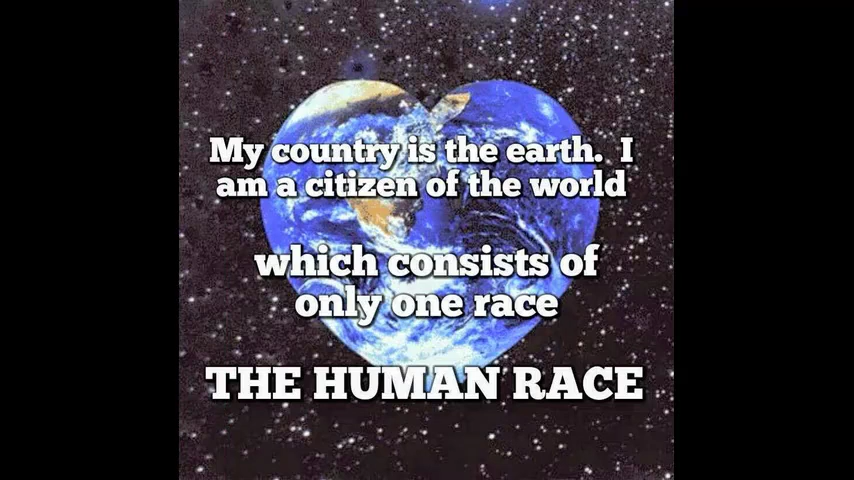 My country is the earth. I
am a citizen of the world
which consists of
only one race
THE HUMAN RACE